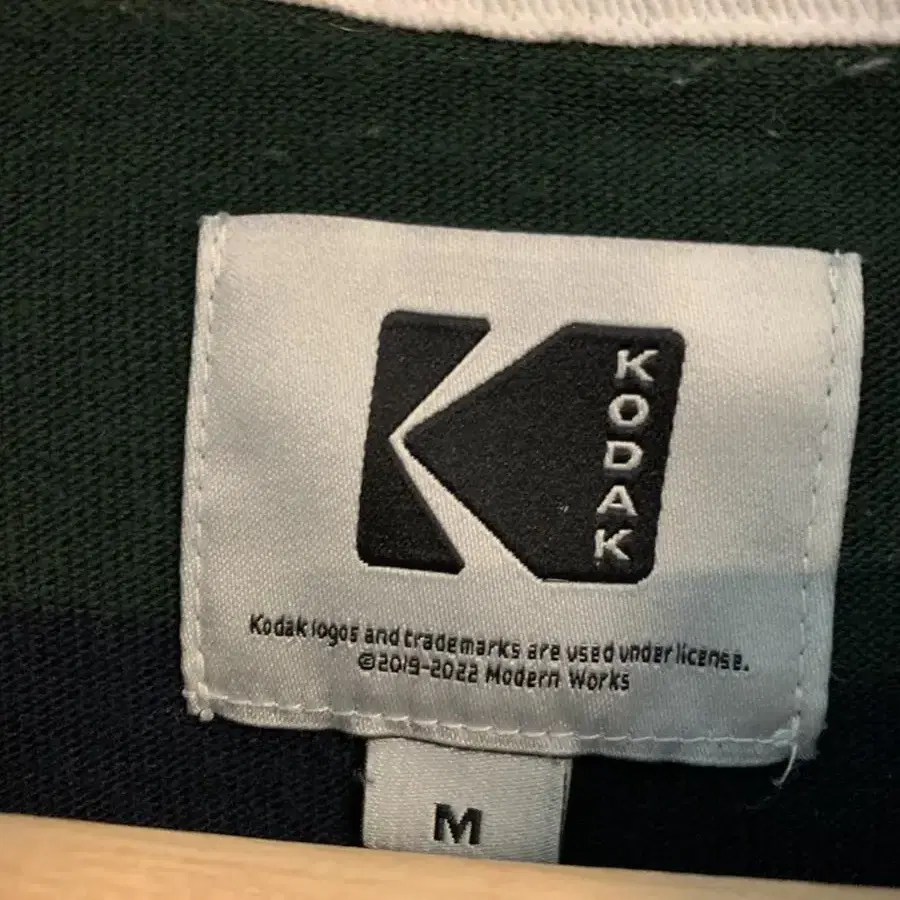 KODAK
Kodak logos and trademarks are used under license.
©2019-2022 Modern Works
M